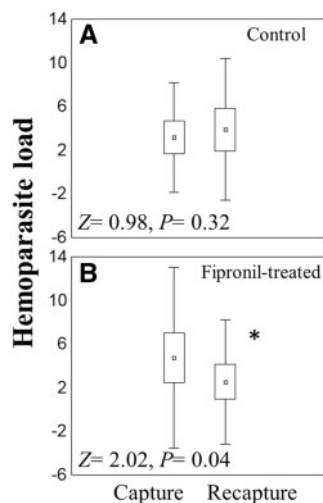 Hemoparasite load
14
A
Control
10
6
2
-2
-6
Z= 0.98, P= 0.32
14
B
Fipronil-treated
10
6
*
2
-2
-6
Z= 2.02, P= 0.04
Capture Recapture